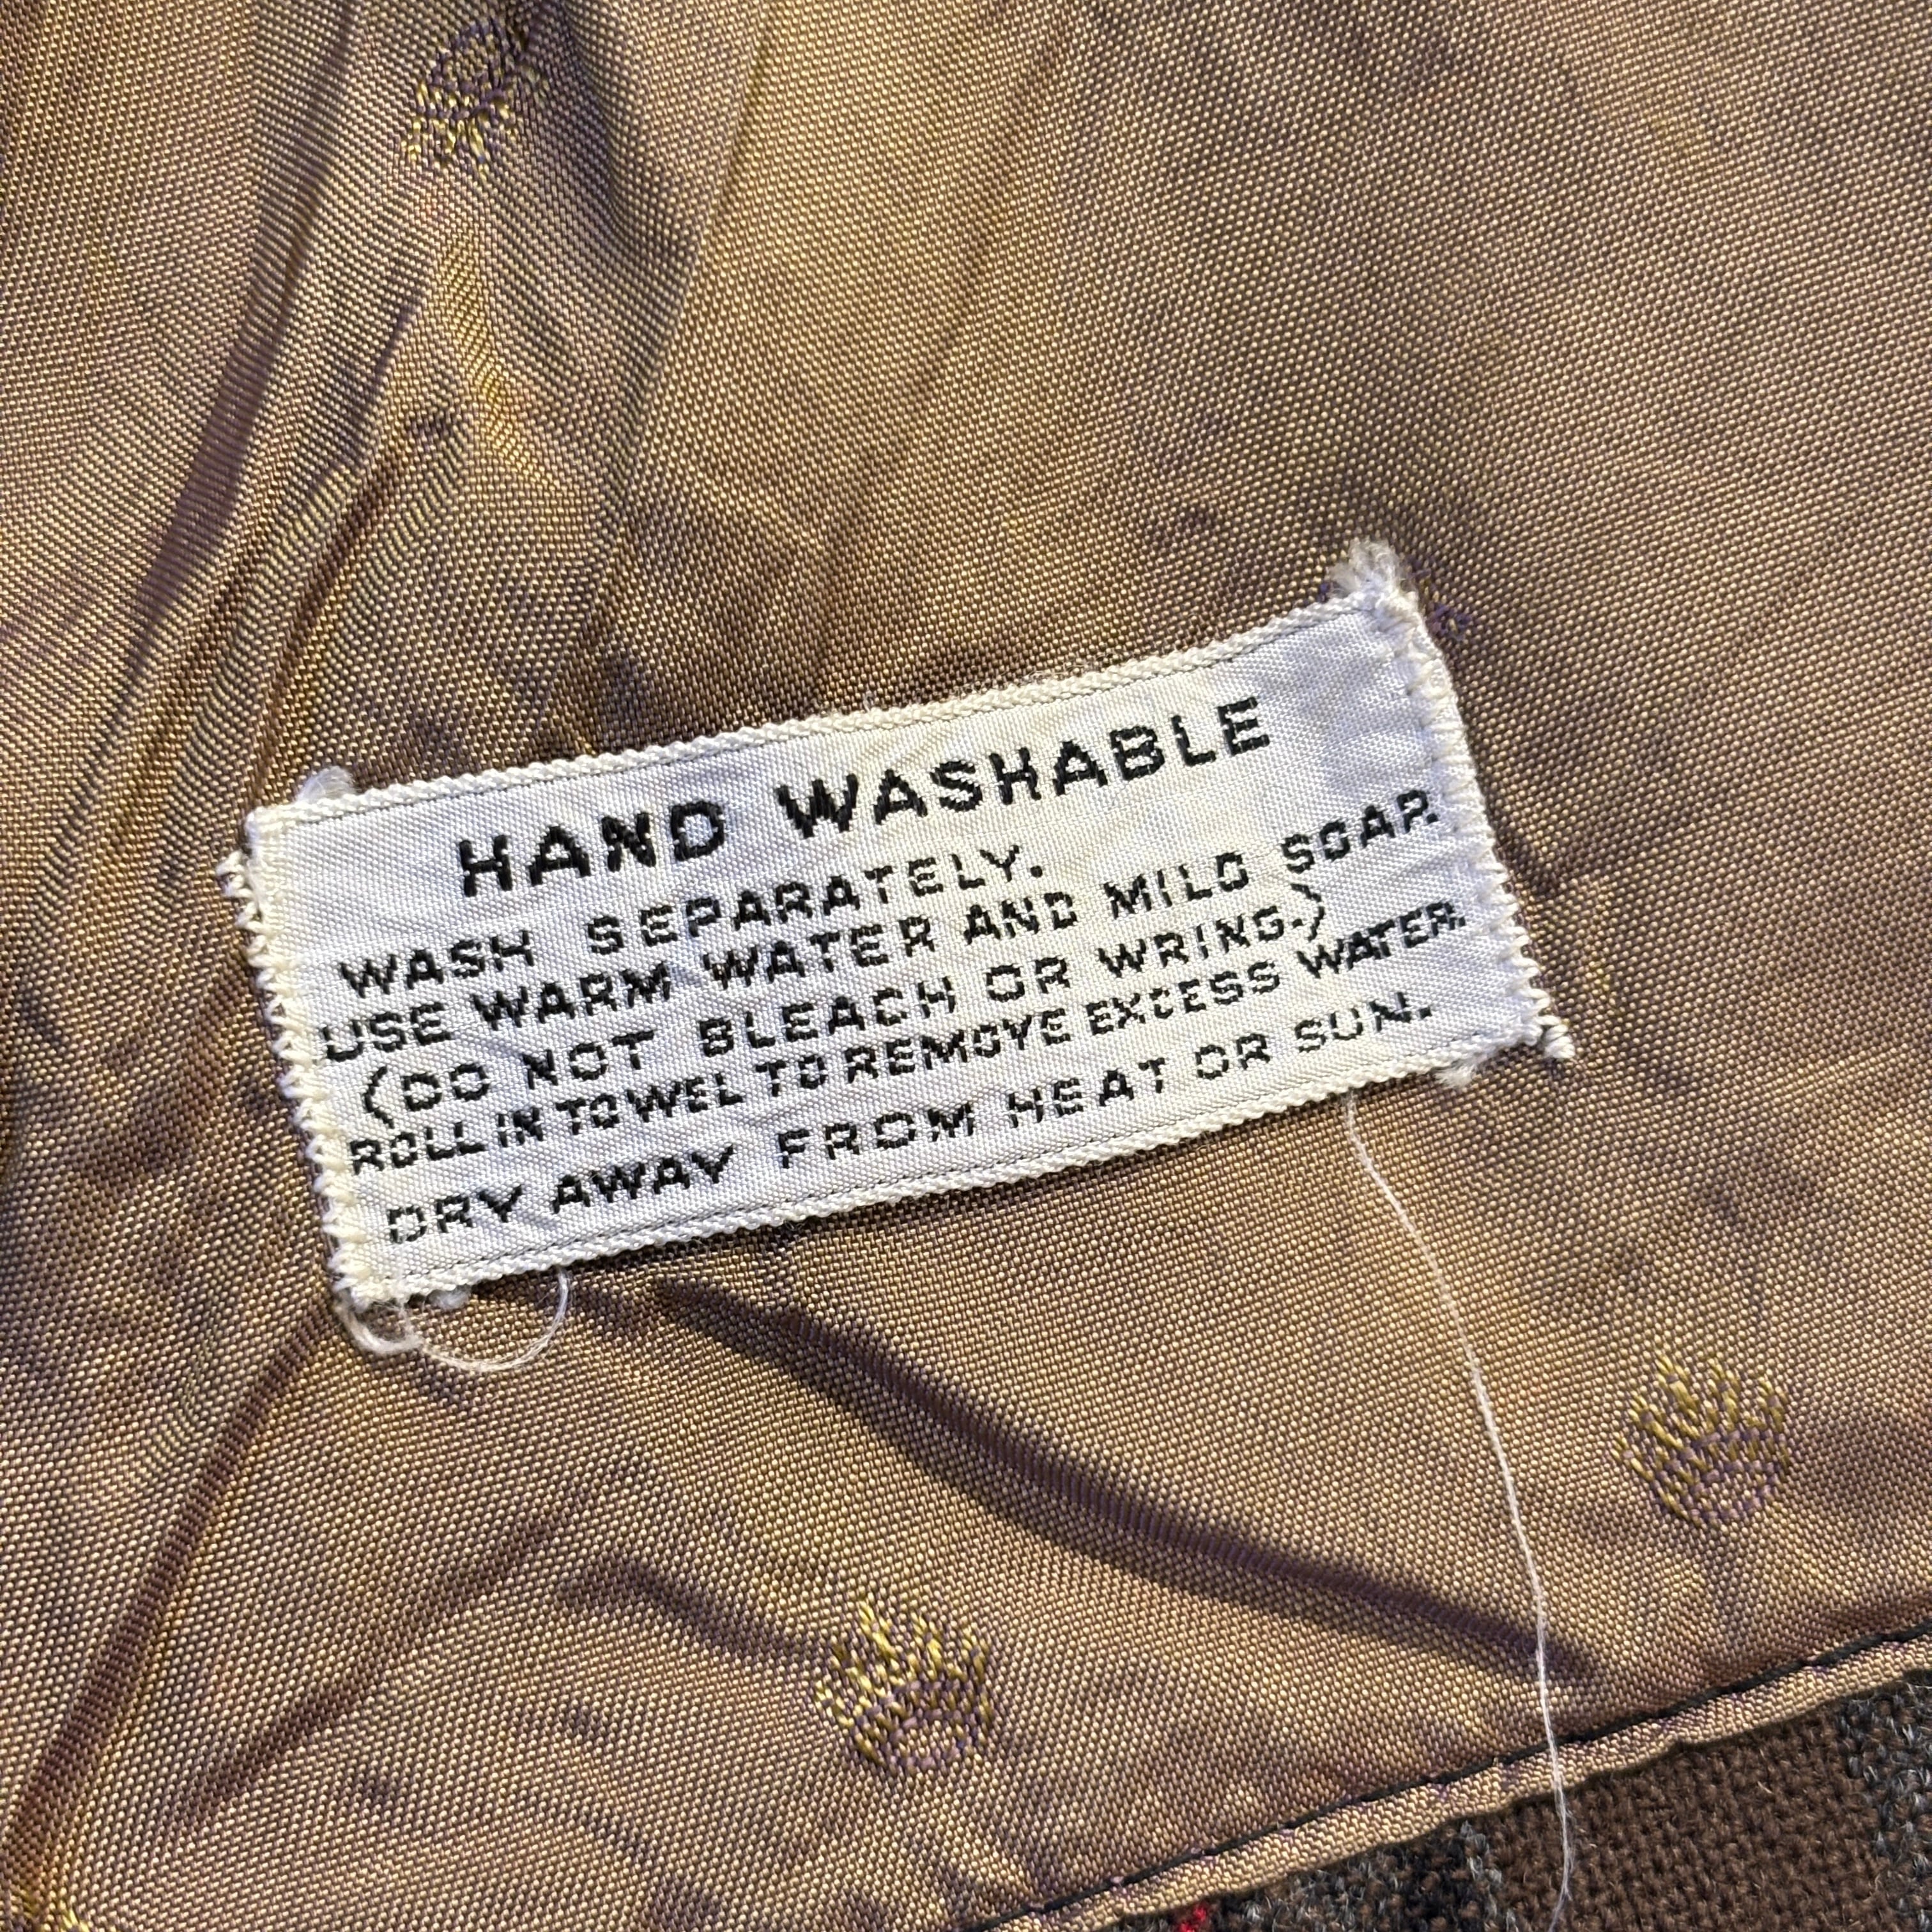 HAND WASHABLE
WASH SEPARATELY.
USE WARM WATER AND MILD SOAP.
(DO NOT BLEACH OR WRING.)
ROLL IN TOWEL TO REMOVE EXCESS WATER.
DRY AWAY FROM HEAT OR SUN.